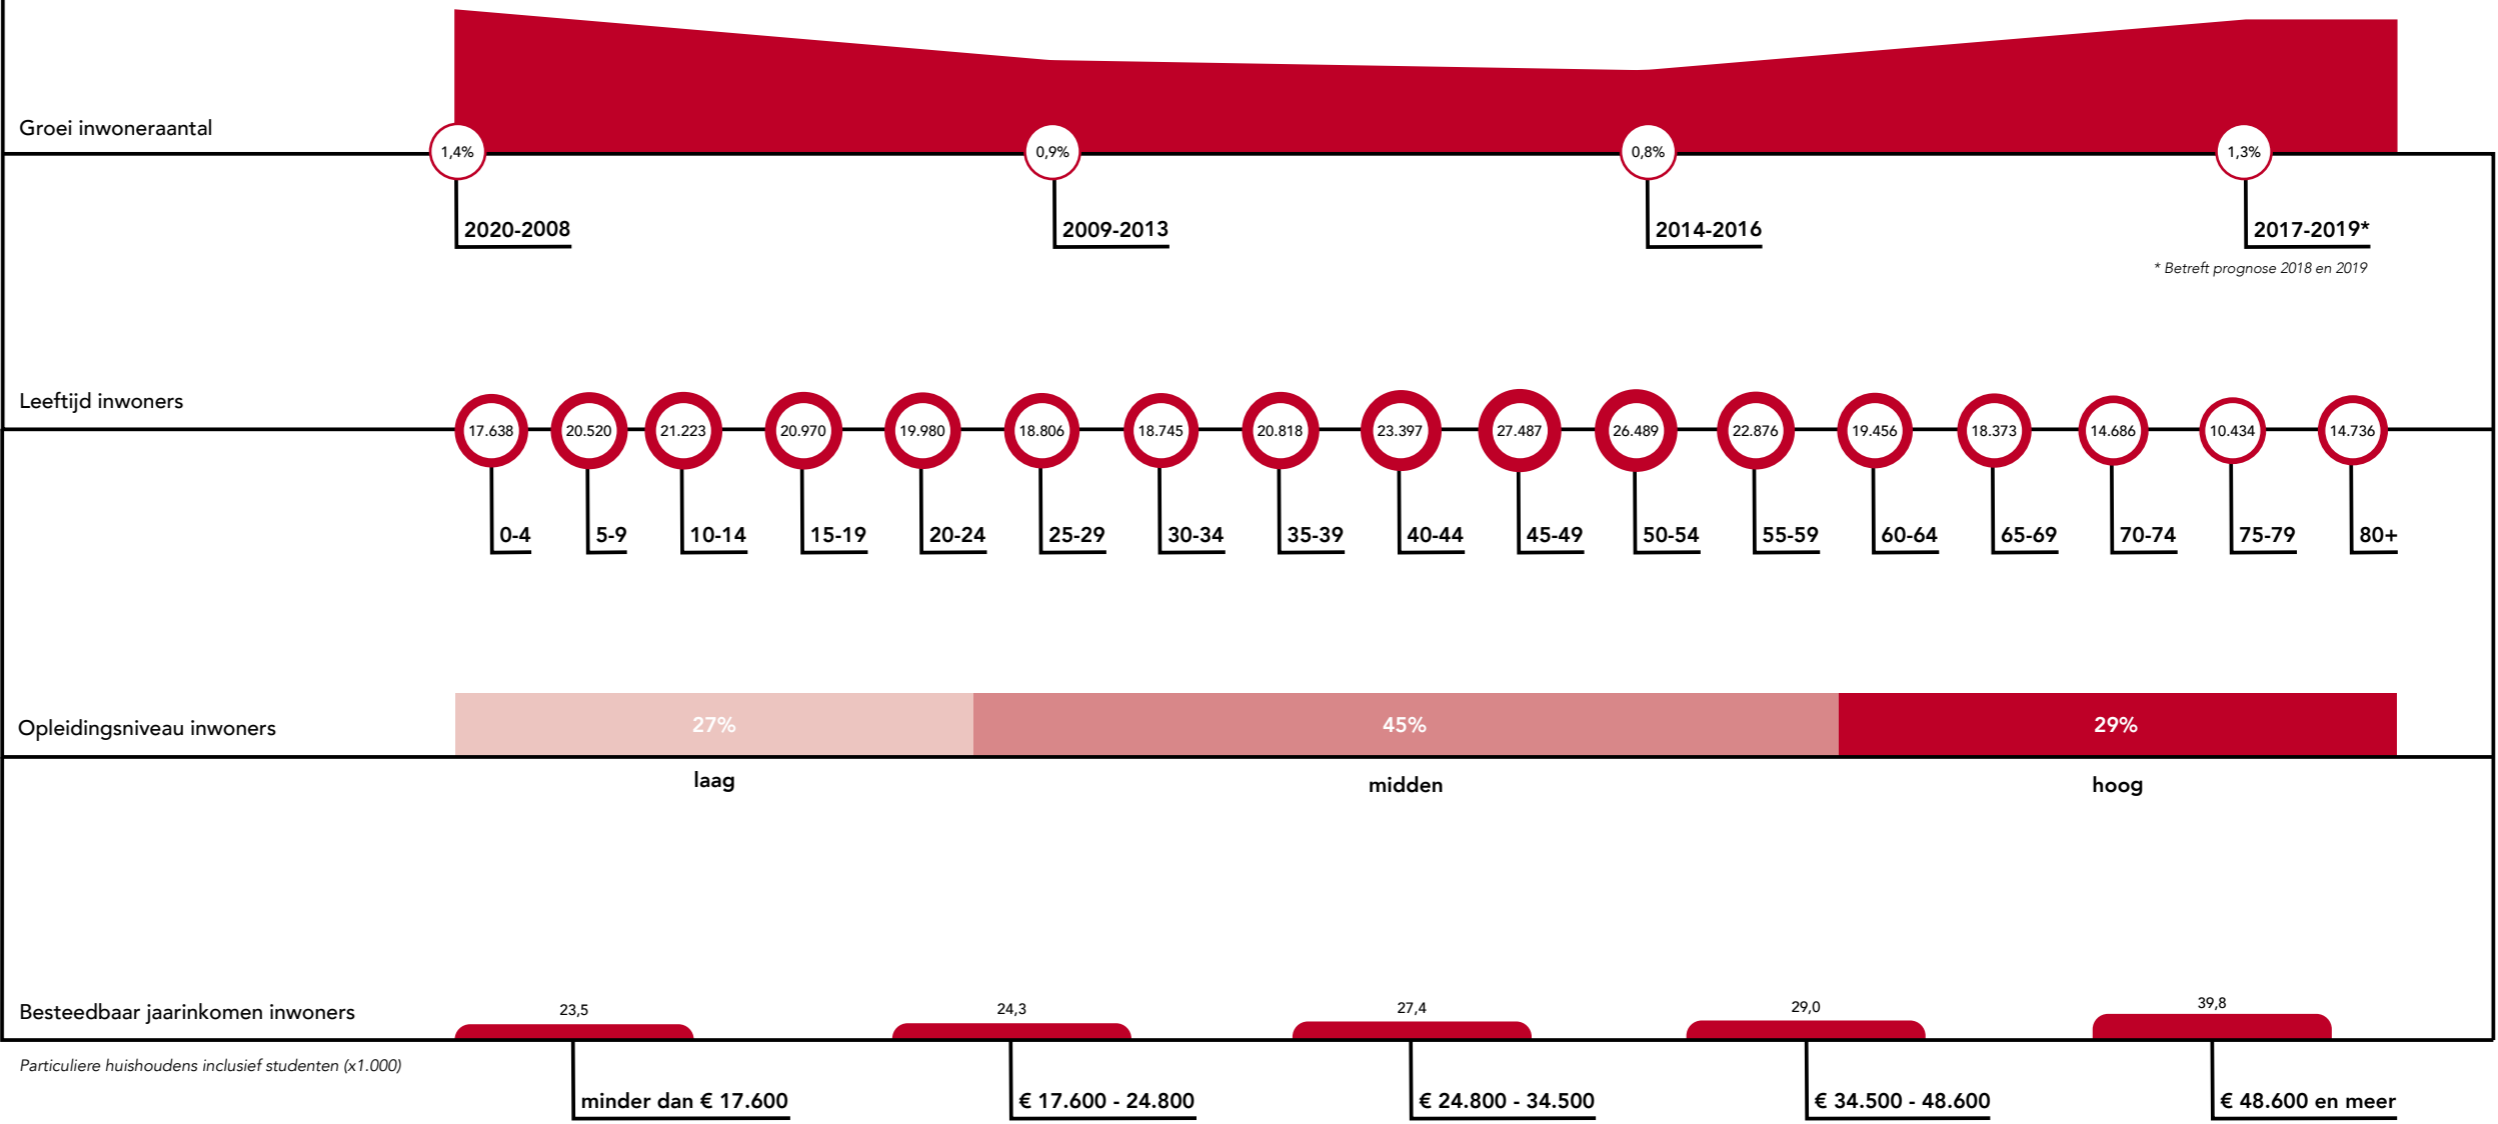 Groei inwoneraantal
1,4% 0,9% 0,8% 1,3%
2020-2008 2009-2013 2014-2016 2017-2019*
* Betreft prognose 2018 en 2019
Leeftijd inwoners
17.638 20.520 21.223 20.970 19.980 18.806 18.745 20.818 23.397 27.487 26.489 22.876 19.456 18.373 14.686 10.434 14.736
0-4 5-9 10-14 15-19 20-24 25-29 30-34 35-39 40-44 45-49 50-54 55-59 60-64 65-69 70-74 75-79 80+
Opleidingsniveau inwoners
27% 45% 29%
laag midden hoog
Besteedbaar jaarinkomen inwoners
23,5 24,3 27,4 29,0 39,8
Particuliere huishoudens inclusief studenten (x1.000)
minder dan € 17.600 € 17.600 - 24.800 € 24.800 - 34.500 € 34.500 - 48.600 € 48.600 en meer